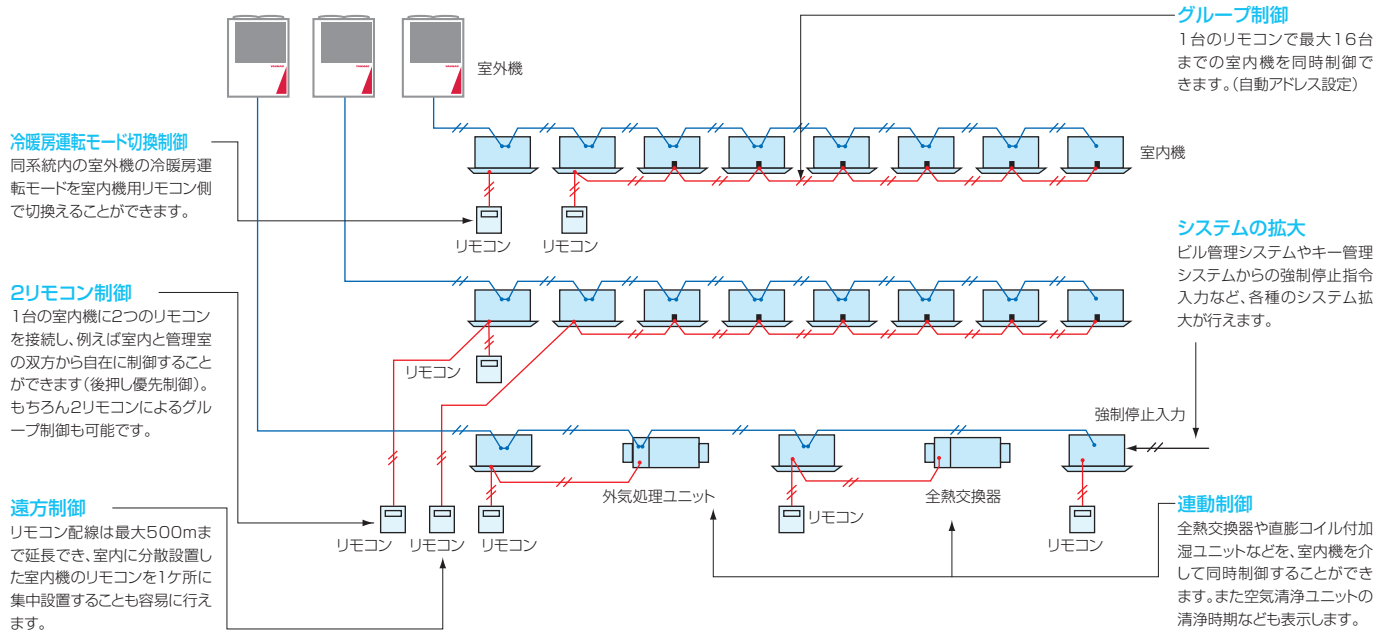 室外機
グループ制御
1台のリモコンで最大16台
までの室内機を同時制御で
きます。(自動アドレス設定)
冷暖房運転モード切換制御
同系統内の室外機の冷暖房運
転モードを室内機用リモコン側
で切換えることができます。
室内機
リモコン
リモコン
システムの拡大
ビル管理システムやキー管理
システムからの強制停止指令
入力など、各種のシステム拡
大が行えます。
2リモコン制御
1台の室内機に2つのリモコン
を接続し、例えば室内と管理室
の双方から自在に制御すること
ができます(後押し優先制御)。
もちろん2リモコンによるグル
ープ制御も可能です。
リモコン
強制停止入力
外気処理ユニット
全熱交換器
遠方制御
リモコン配線は最大500mま
で延長でき、室内に分散設置し
た室内機のリモコンを1ケ所に
集中設置することも容易に行え
ます。
リモコン
リモコン
リモコン
リモコン
リモコン
連動制御
全熱交換器や直膨コイル付加
湿ユニットなどを、室内機を介
して同時制御することができ
ます。また空気清浄ユニットの
清浄時期なども表示します。